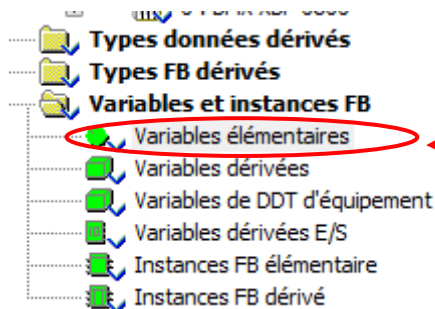 Types données dérivés
Types FB dérivés
Variables et instances FB
Variables élémentaires
Variables dérivées
Variables de DDT d'équipement
Variables dérivées E/S
Instances FB élémentaire
Instances FB dérivé